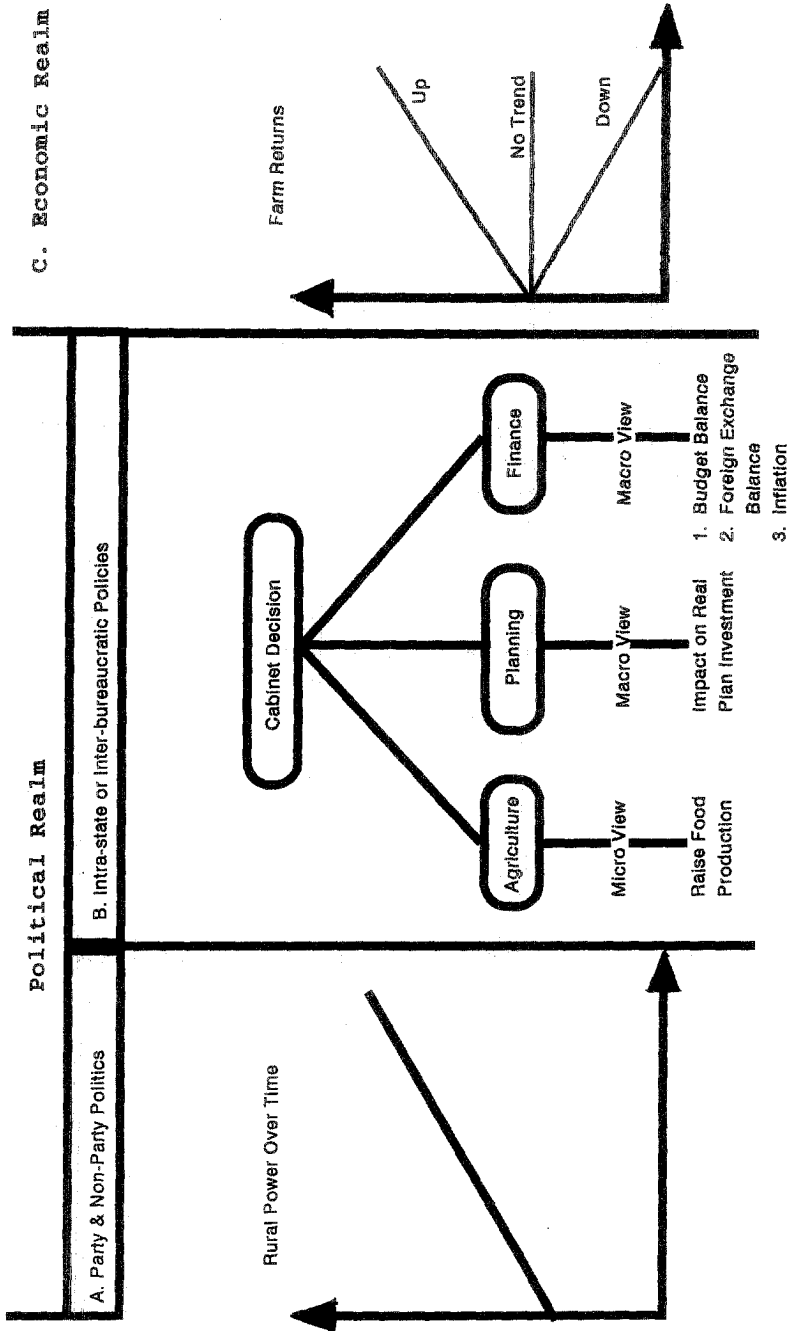 Political Realm
C. Economic Realm
A. Party & Non-Party Politics
B. Intra-state or Inter-bureaucratic Policies
Rural Power Over Time
Cabinet Decision
Agriculture
Planning
Finance
Micro View
Macro View
Macro View
Raise Food
Production
Impact on Real
Plan Investment
1. Budget Balance
2. Foreign Exchange
Balance
3. Inflation
Farm Returns
Up
No Trend
Down